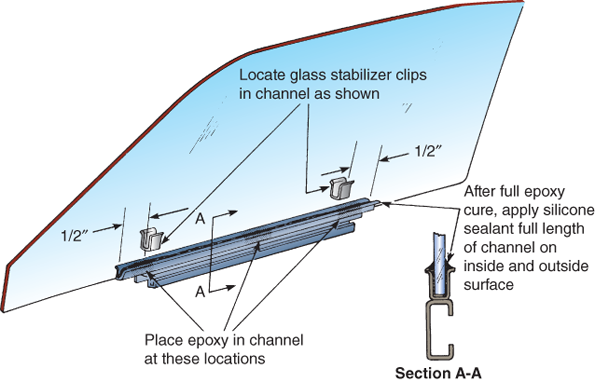 Locate glass stabilizer clips
in channel as shown
1/2″
1/2″
A
A
After full epoxy
cure, apply silicone
sealant full length
of channel on
inside and outside
surface
Place epoxy in channel
at these locations
Section A-A